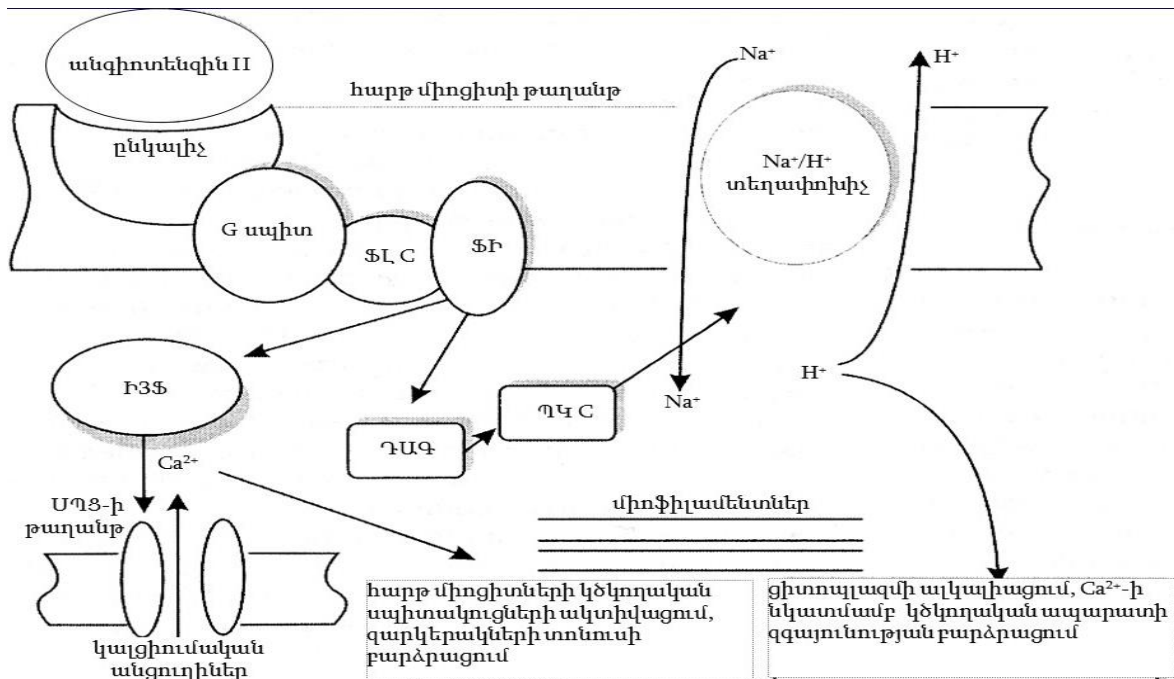 անգիոտենզին II
հարթ միոցիտի թաղանթ
Na⁺
H⁺
ընկալիչ
Na⁺/H⁺
տեղափոխիչ
G սպիտ
ՖԼ C
ՖԻ
ԻՅՖ
H⁺
Na⁺
ՊԿ C
ԴԱԳ
Ca²⁺
ՍՊՑ-ի
թաղանթ
միոֆիլամենտներ
հարթ միոցիտների կծկողական
սպիտակուցների ակտիվացում,
զարկերակների տոնուսի
բարձրացում
ցիտոպլազմի ալկալիացում, Ca²⁺-ի
նկատմամբ կծկողական ապարատի
զգայունության բարձրացում
կալցիումական
անցուղիներ